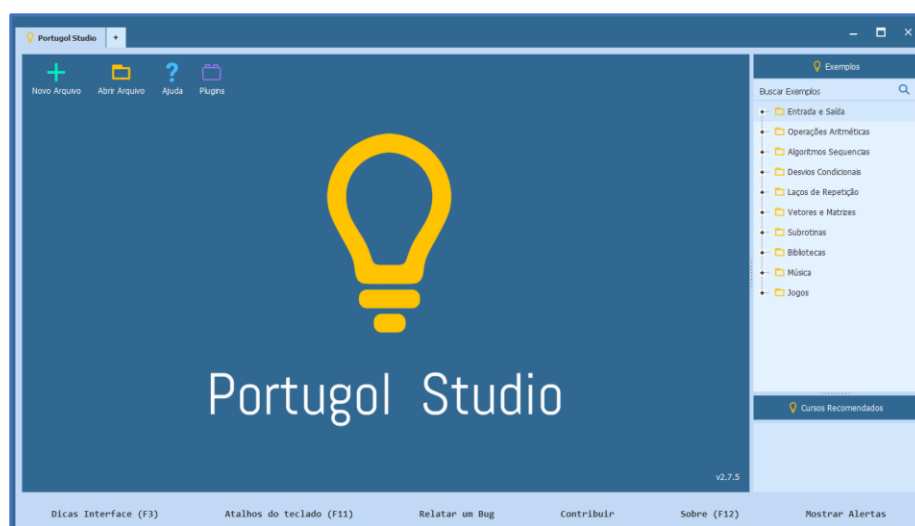 Portugol Studio +
Novo Arquivo Abrir Arquivo Ajuda Plugins
Portugol Studio
v2.7.5
Exemplos
Buscar Exemplos
Entrada e Saída
Operações Aritméticas
Algoritmos Sequencias
Desvios Condicionais
Laços de Repetição
Vetores e Matrizes
Subrotinas
Bibliotecas
Música
Jogos
Cursos Recomendados
Dicas Interface (F3) Atalhos do teclado (F11) Relatar um Bug Contribuir Sobre (F12) Mostrar Alertas